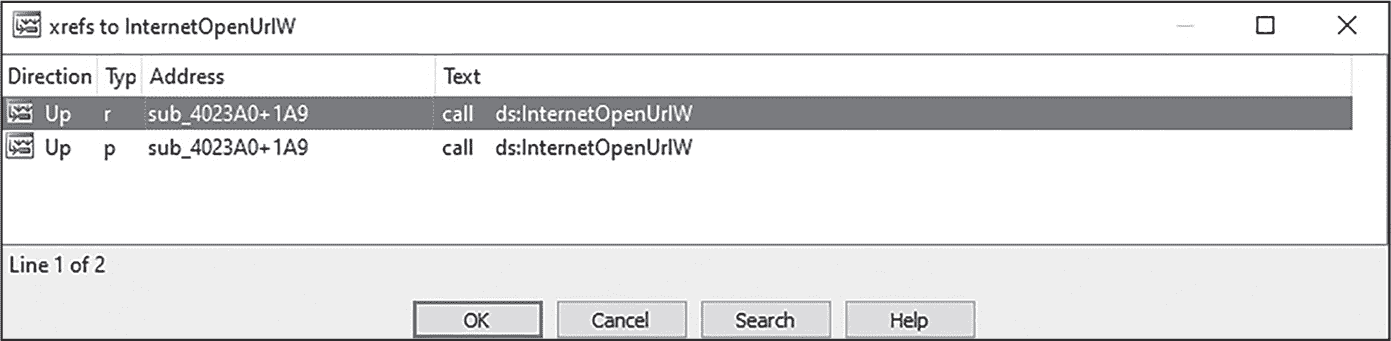 xrefs to InternetOpenUrlW
Direction Typ Address Text
Up r sub_4023A0+1A9 call ds:InternetOpenUrlW
Up p sub_4023A0+1A9 call ds:InternetOpenUrlW
Line 1 of 2
OK Cancel Search Help